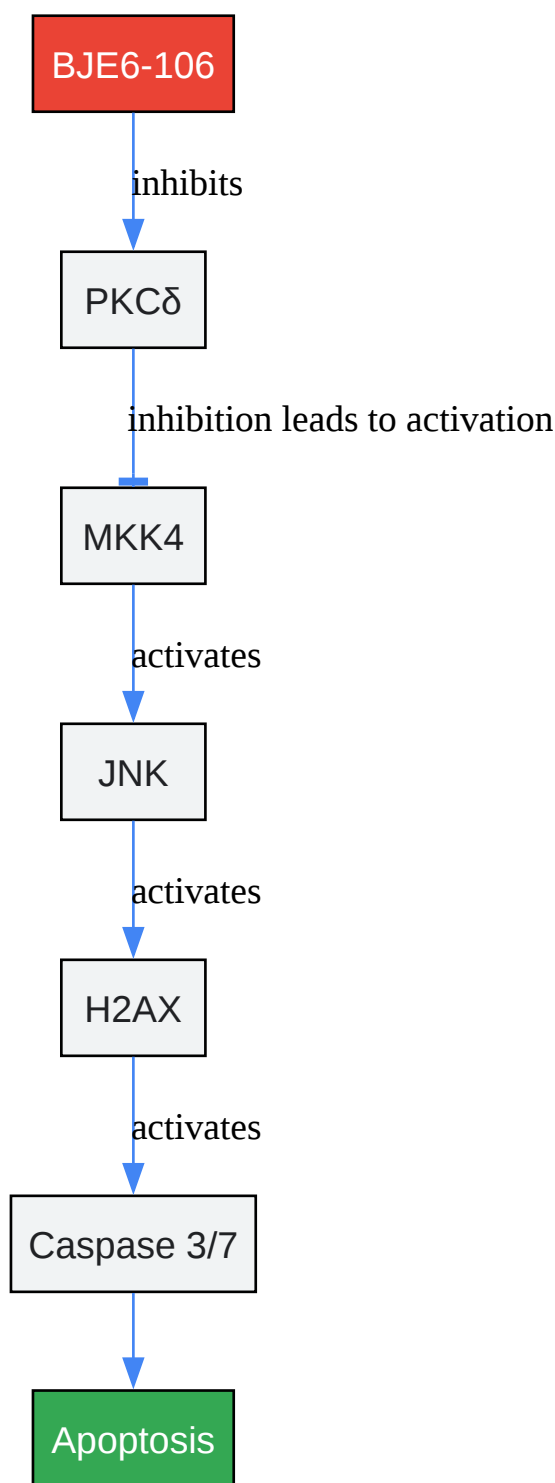 BJE6-106
inhibits
PKCδ
inhibition leads to activation
MKK4
activates
JNK
activates
H2AX
activates
Caspase 3/7
Apoptosis